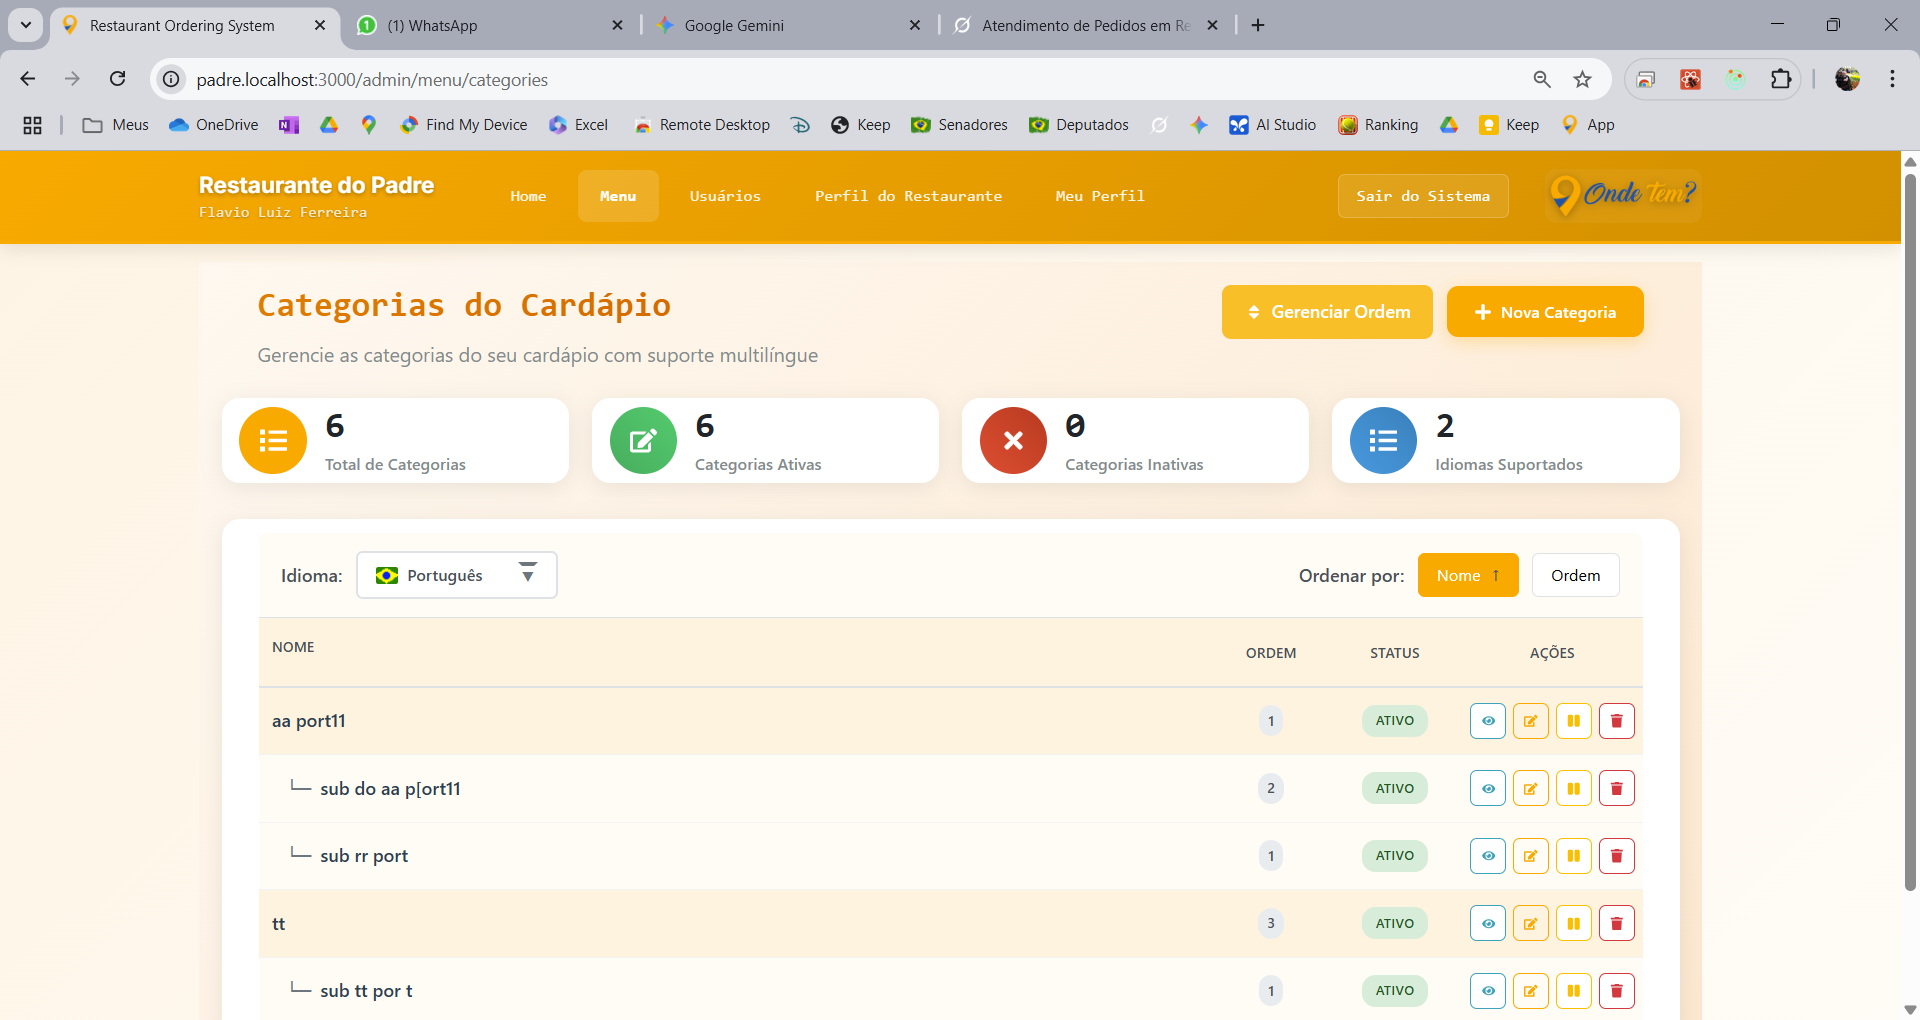 Restaurant Ordering System
(1) WhatsApp
Google Gemini
Atendimento de Pedidos em Re
padre.localhost:3000/admin/menu/categories
Meus
OneDrive
Find My Device
Excel
Remote Desktop
Keep
Senadores
Deputados
AI Studio
Ranking
Keep
App
Restaurante do Padre
Flavio Luiz Ferreira
Home
Menu
Usuários
Perfil do Restaurante
Meu Perfil
Sair do Sistema
Onde tem?
Categorias do Cardápio
Gerencie as categorias do seu cardápio com suporte multilíngue
Gerenciar Ordem
Nova Categoria
6
Total de Categorias
6
Categorias Ativas
0
Categorias Inativas
2
Idiomas Suportados
Idioma:
Português
Ordenar por:
Nome ↑
Ordem
NOME
ORDEM
STATUS
AÇÕES
aa port11
1
ATIVO
sub do aa p[ort11
2
ATIVO
sub rr port
1
ATIVO
tt
3
ATIVO
sub tt por t
1
ATIVO